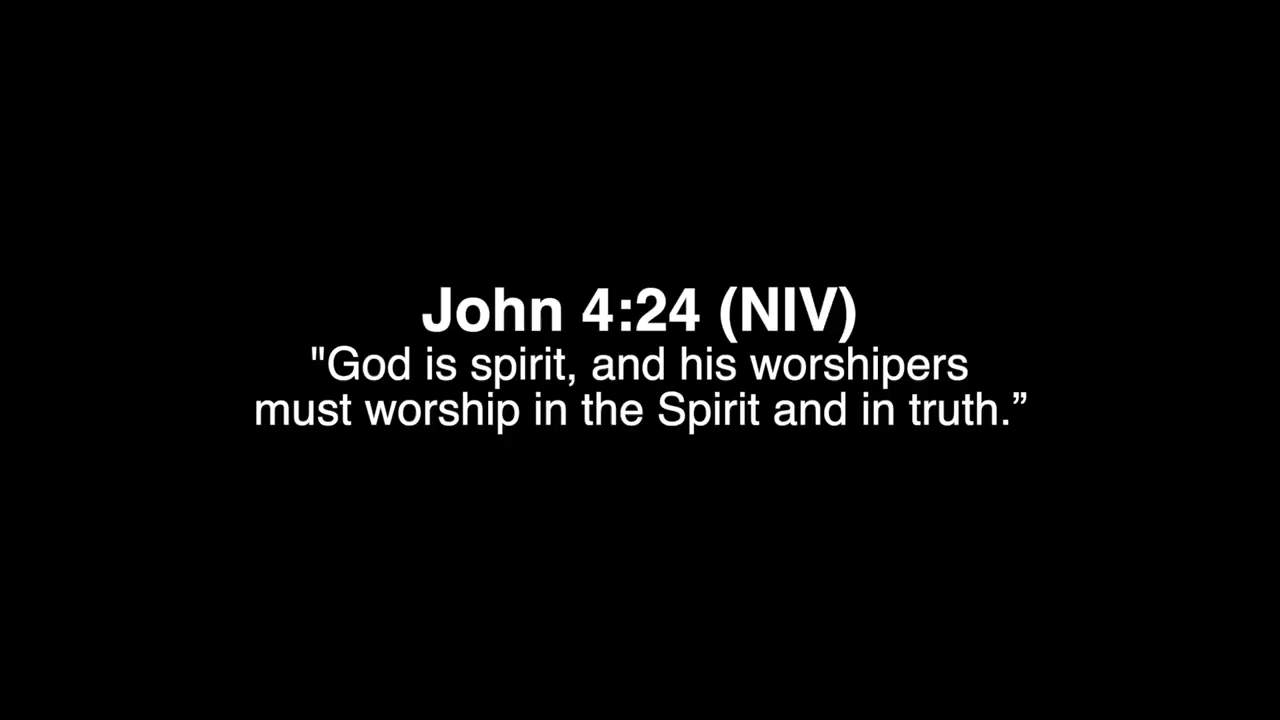 John 4:24 (NIV)
"God is spirit, and his worshipers
must worship in the Spirit and in truth.”